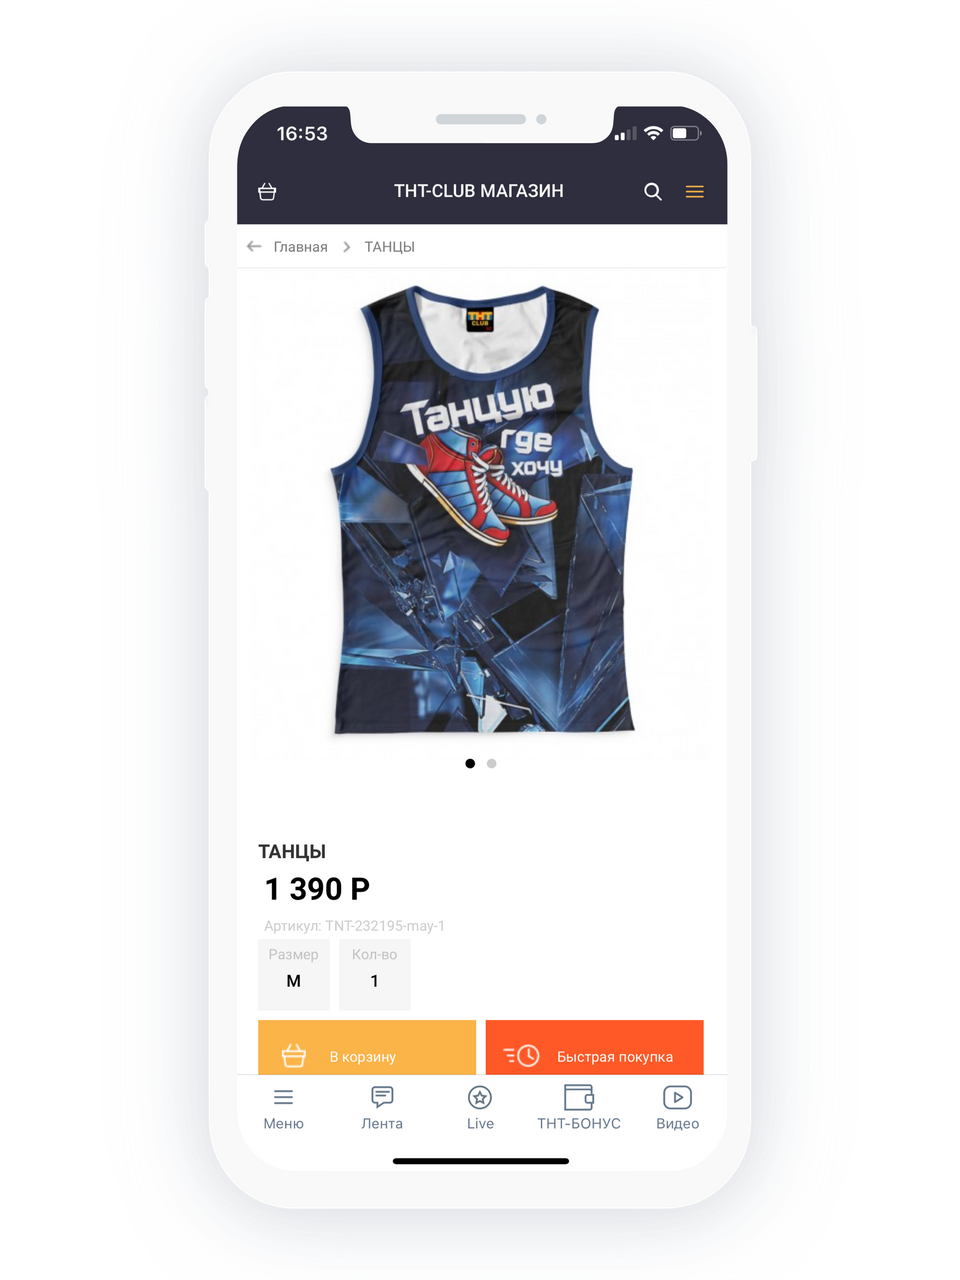 16:53
ТНТ-CLUB МАГАЗИН
Главная
ТАНЦЫ
ТНТ
CLUB
Танцую
где
хочу
ТАНЦЫ
1 390 Р
Артикул: TNT-232195-may-1
Размер
Кол-во
M
1
В корзину
Быстрая покупка
Меню
Лента
Live
ТНТ-БОНУС
Видео